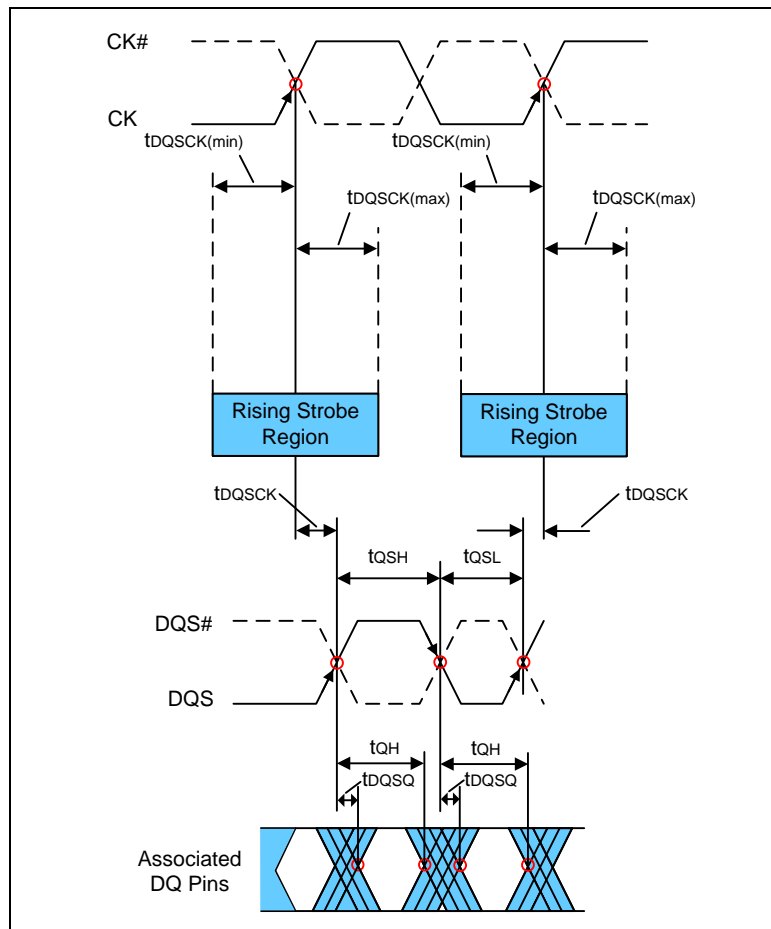 CK#
CK
tDQSCK(min)
tDQSCK(min)
tDQSCK(max)
tDQSCK(max)
Rising Strobe
Region
Rising Strobe
Region
tDQSCK
tDQSCK
tQSH
tQSL
DQS#
DQS
tQH
tQH
tDQSQ
tDQSQ
Associated
DQ Pins